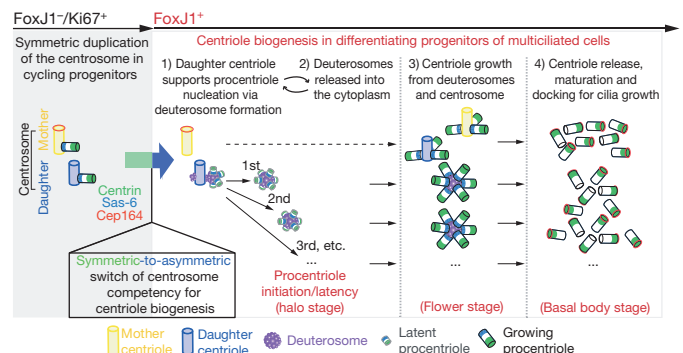 FoxJ1⁻/Ki67⁺
FoxJ1⁺
Symmetric duplication
of the centrosome in
cycling progenitors
Centriole biogenesis in differentiating progenitors of multiciliated cells
1) Daughter centriole
supports procentriole
nucleation via
deuterosome formation
2) Deuterosomes
released into
the cytoplasm
3) Centriole growth
from deuterosomes
and centrosome
4) Centriole release,
maturation and
docking for cilia growth
Centrosome
Mother
Daughter
Centrin
Sas-6
Cep164
1st
2nd
3rd, etc.
...
...
...
Symmetric-to-asymmetric
switch of centrosome
competency for
centriole biogenesis
Procentriole
initiation/latency
(halo stage)
(Flower stage)
(Basal body stage)
Mother
centriole
Daughter
centriole
Deuterosome
Latent
procentriole
Growing
procentriole